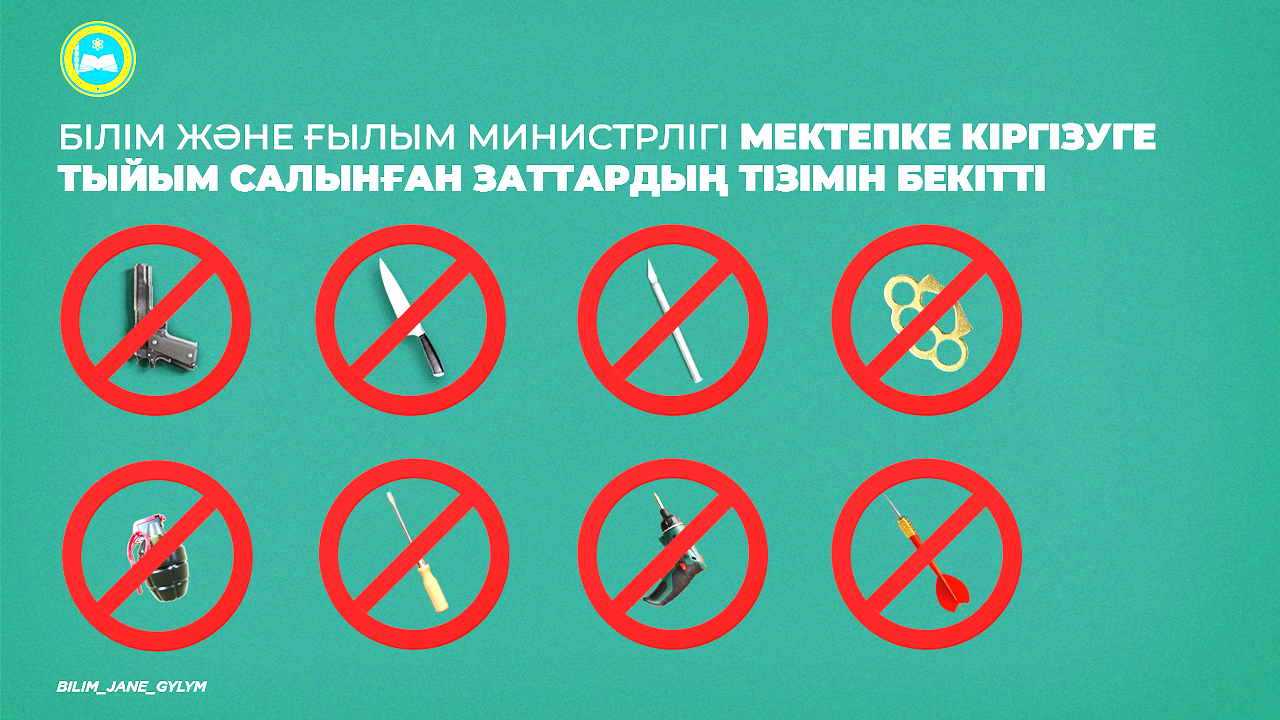 БІЛІМ ЖӘНЕ ҒЫЛЫМ МИНИСТРЛІГІ МЕКТЕПКЕ КІРГІЗУГЕ
ТЫЙЫМ САЛЫНҒАН ЗАТТАРДЫҢ ТІЗІМІН БЕКІТТІ
BILIM_JANE_GYLYM